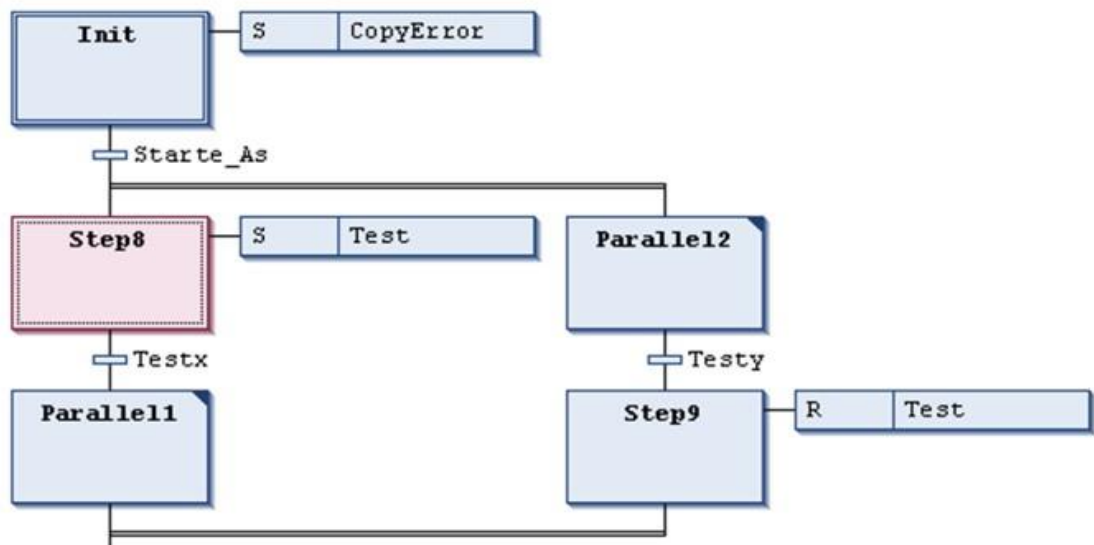 Init
S CopyError
Starte_As
Step8
S Test
Parallel2
Testx
Testy
Parallel1
Step9
R Test